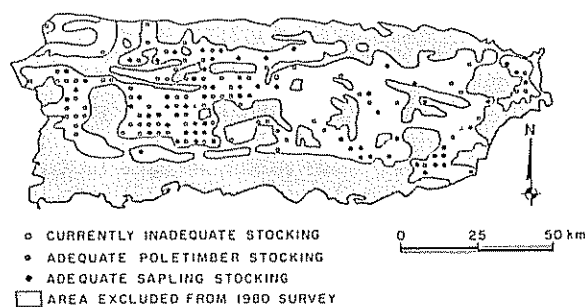 N
CURRENTLY INADEQUATE STOCKING
ADEQUATE POLETIMBER STOCKING
ADEQUATE SAPLING STOCKING
AREA EXCLUDED FROM 1980 SURVEY
0 25 50 km